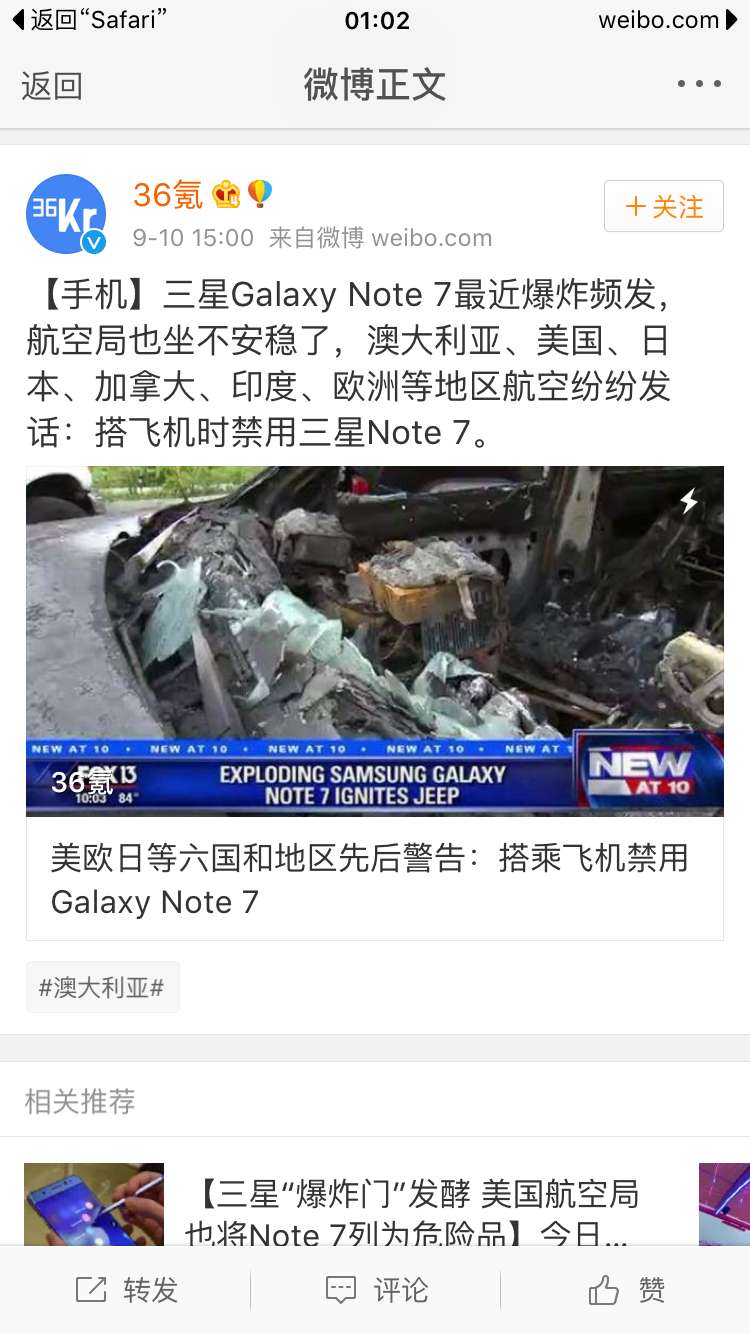 返回“Safari”
01:02
weibo.com
返回
微博正文
36Kr
36氪
+关注
9-10 15:00 来自微博 weibo.com
【手机】三星Galaxy Note 7最近爆炸频发，
航空局也坐不安稳了，澳大利亚、美国、日
本、加拿大、印度、欧洲等地区航空纷纷发
话：搭飞机时禁用三星Note 7。
NEW AT 10 • NEW AT 10 • NEW AT 10 • NEW AT 10 • NEW AT 1
FOX 13
36氪
10:03 84°
EXPLODING SAMSUNG GALAXY
NOTE 7 IGNITES JEEP
NEW
AT 10
美欧日等六国和地区先后警告：搭乘飞机禁用
Galaxy Note 7
#澳大利亚#
相关推荐
【三星“爆炸门”发酵 美国航空局
也将Note 7列为危险品】今日...
转发
评论
赞